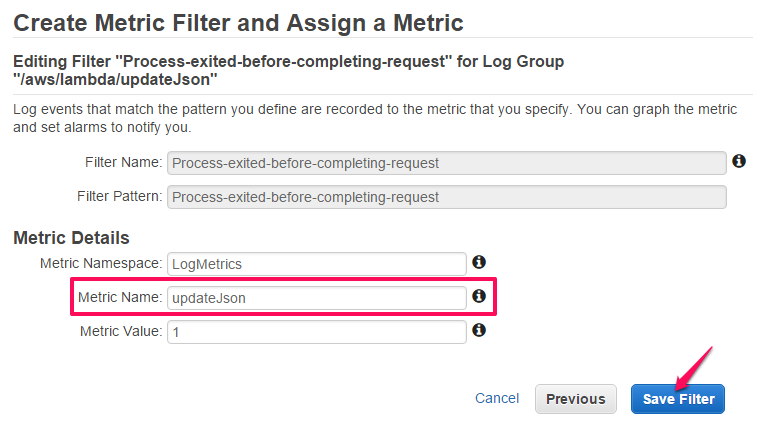 Create Metric Filter and Assign a Metric
Editing Filter "Process-exited-before-completing-request" for Log Group
"/aws/lambda/updateJson"
Log events that match the pattern you define are recorded to the metric that you specify. You can graph the metric
and set alarms to notify you.
Filter Name: Process-exited-before-completing-request
Filter Pattern: Process-exited-before-completing-request
Metric Details
Metric Namespace: LogMetrics
Metric Name: updateJson
Metric Value: 1
Cancel Previous Save Filter